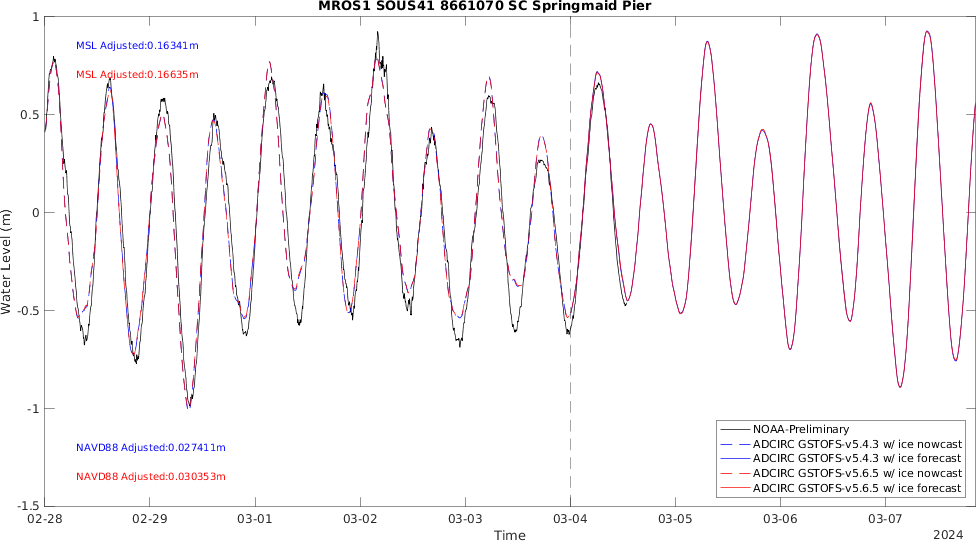 MROS1 SOUS41 8661070 SC Springmaid Pier
MSL Adjusted:0.16341m
MSL Adjusted:0.16635m
Water Level (m)
1
0.5
0
-0.5
-1
-1.5
NAVD88 Adjusted:0.027411m
NAVD88 Adjusted:0.030353m
NOAA-Preliminary
ADCIRC GSTOFS-v5.4.3 w/ ice nowcast
ADCIRC GSTOFS-v5.4.3 w/ ice forecast
ADCIRC GSTOFS-v5.6.5 w/ ice nowcast
ADCIRC GSTOFS-v5.6.5 w/ ice forecast
02-28 02-29 03-01 03-02 03-03 03-04 03-05 03-06 03-07
Time
2024